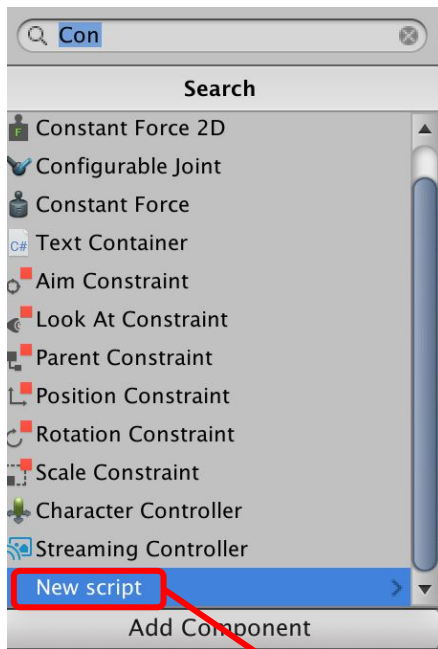 Con
Search
Constant Force 2D
Configurable Joint
Constant Force
C# Text Container
Aim Constraint
Look At Constraint
Parent Constraint
Position Constraint
Rotation Constraint
Scale Constraint
Character Controller
Streaming Controller
New script
Add Component